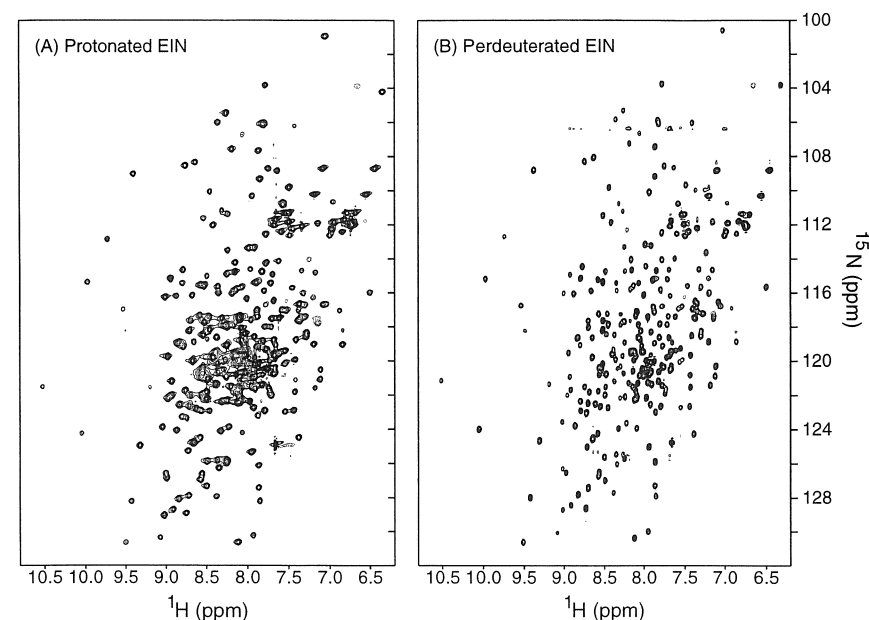 (A) Protonated EIN
(B) Perdeuterated EIN
100
104
108
112
116
120
124
128
15N (ppm)
10.5 10.0 9.5 9.0 8.5 8.0 7.5 7.0 6.5
10.5 10.0 9.5 9.0 8.5 8.0 7.5 7.0 6.5
1H (ppm)
1H (ppm)